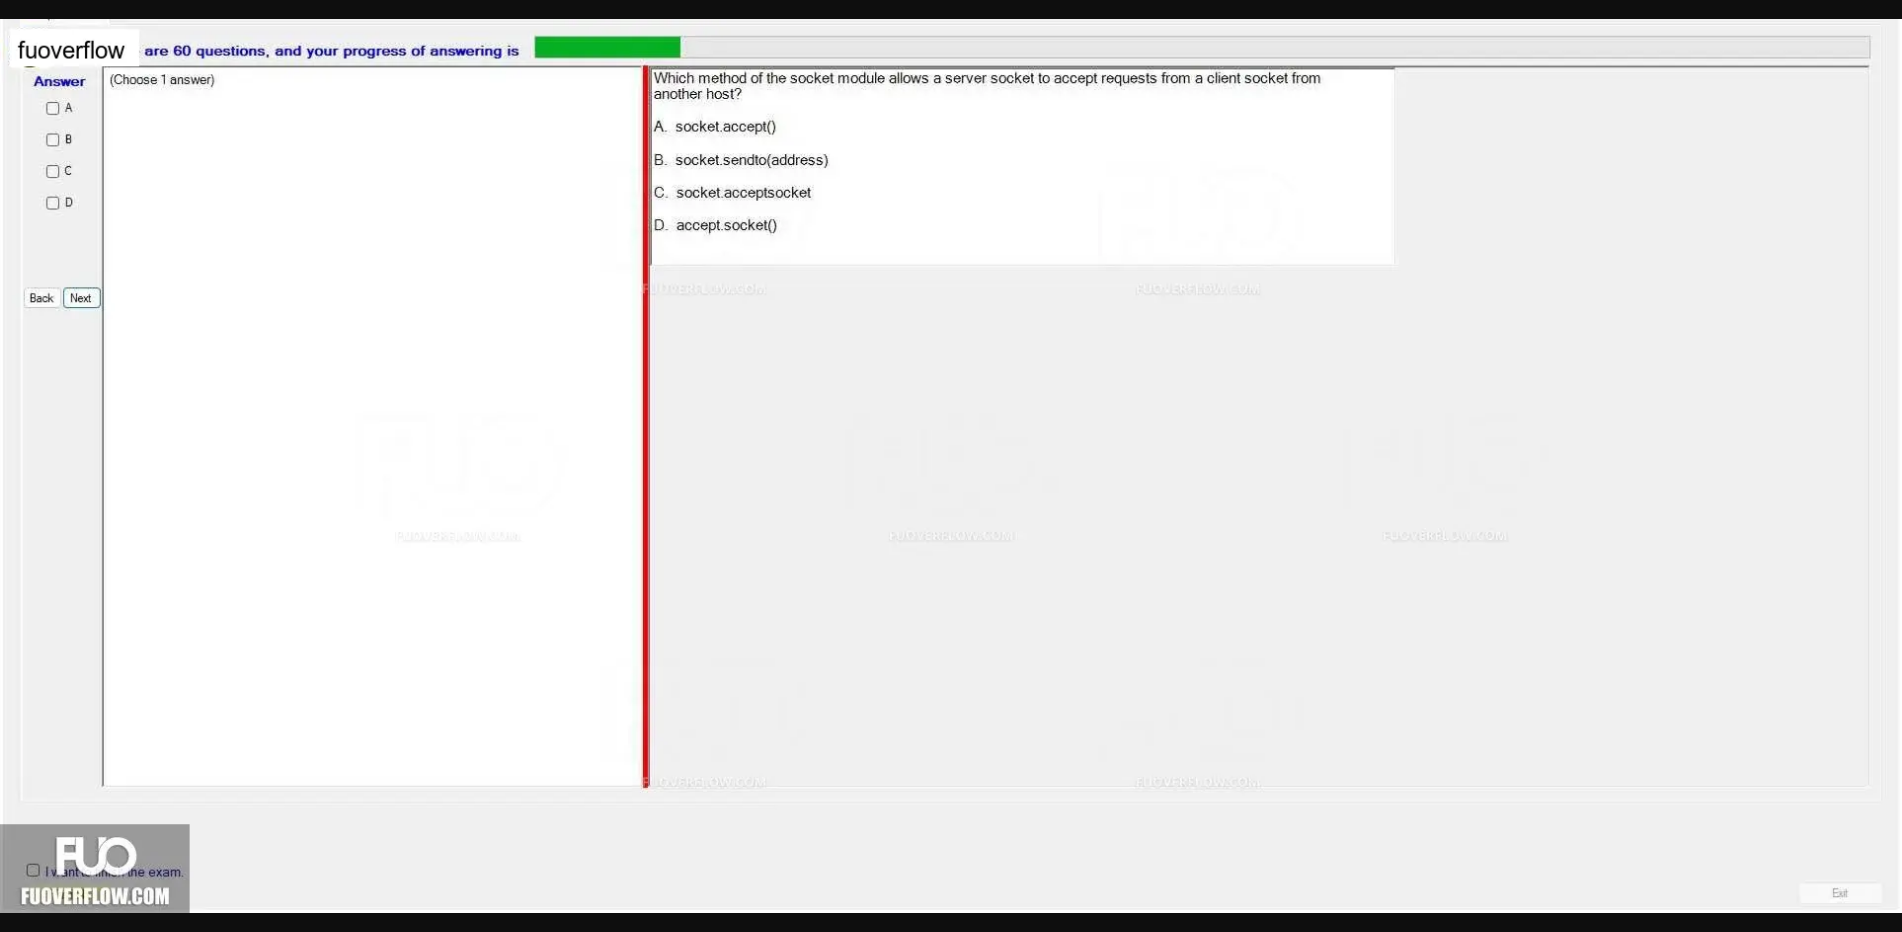 fuoverflow
are 60 questions, and your progress of answering is
Answer
(Choose 1 answer)
A
B
C
D
Back Next
Which method of the socket module allows a server socket to accept requests from a client socket from
another host?
A. socket.accept()
B. socket.sendto(address)
C. socket.acceptsocket
D. accept.socket()
FUOVERFLOW.COM
FUOVERFLOW.COM
FUOVERFLOW.COM
FUOVERFLOW.COM
FUOVERFLOW.COM
FUOVERFLOW.COM
FUOVERFLOW.COM
FUO
I want to finish the exam.
FUOVERFLOW.COM
Exit